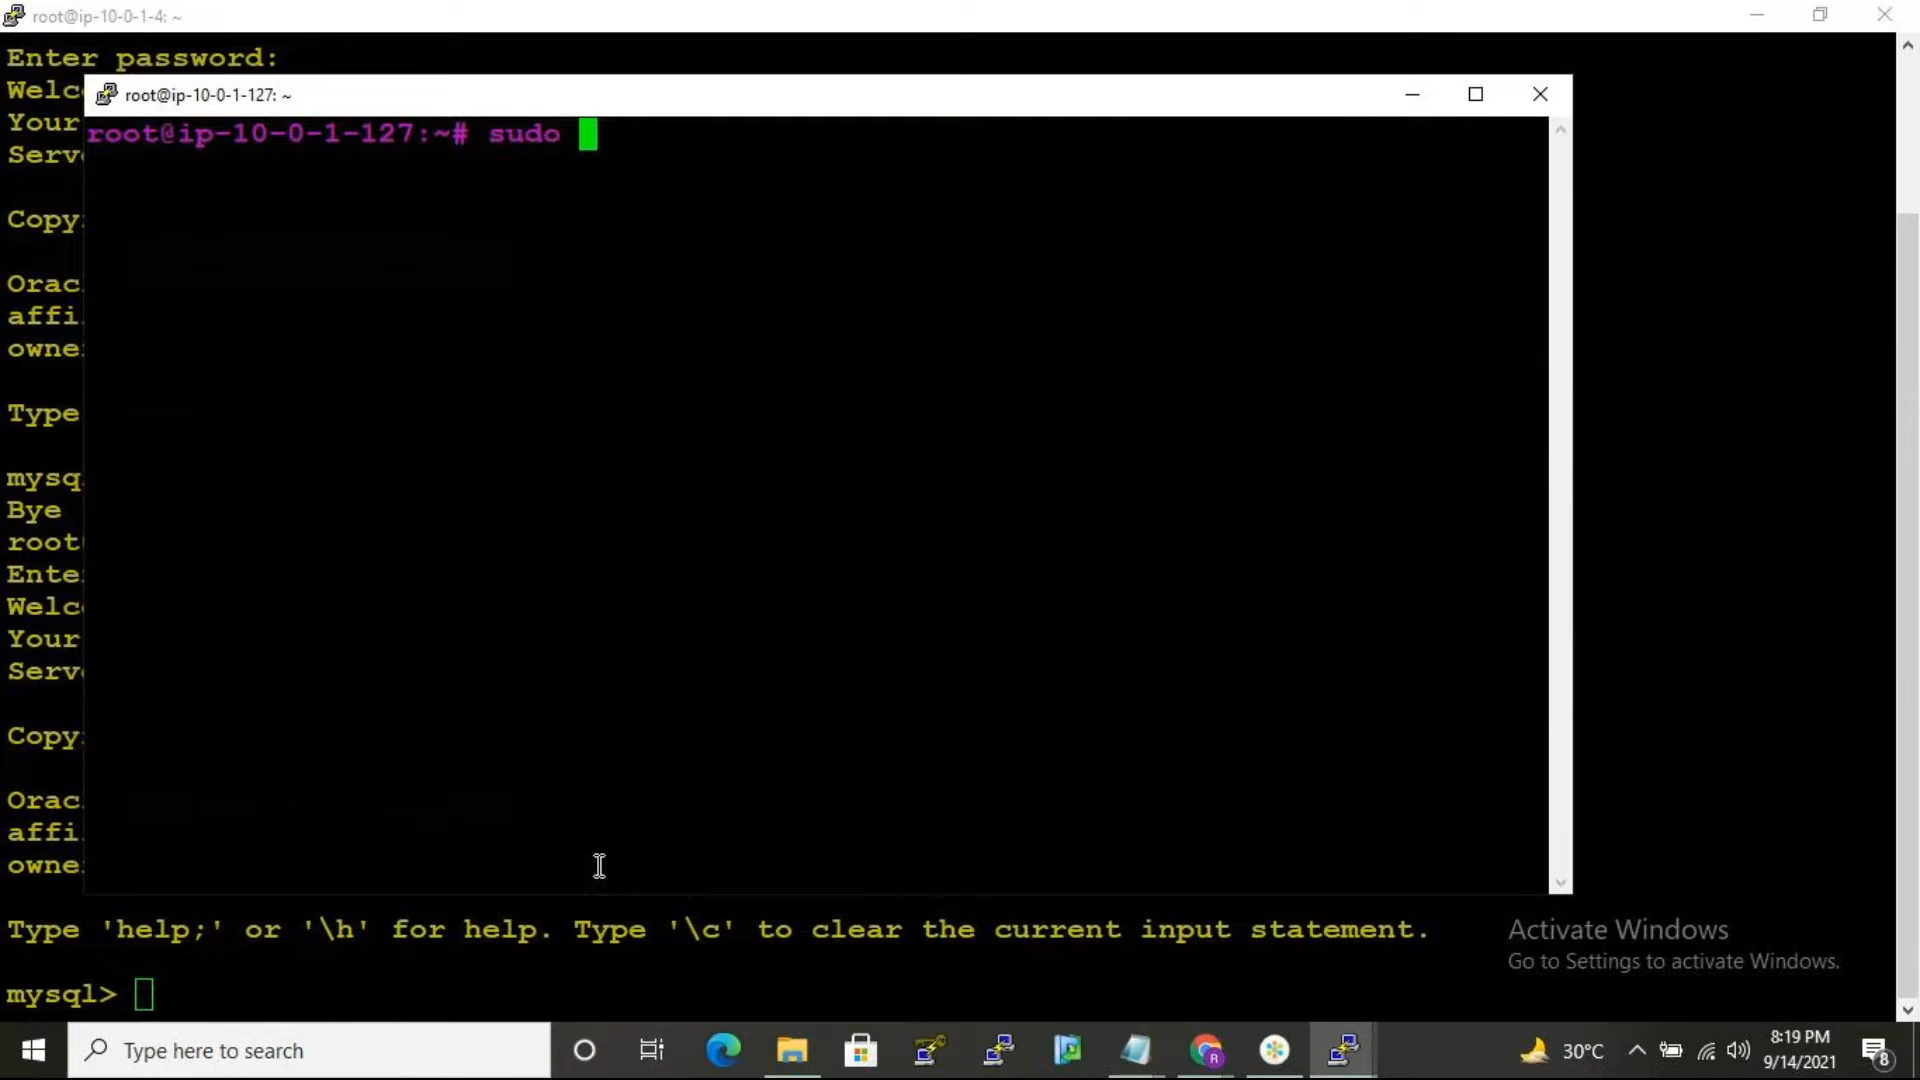 root@ip-10-0-1-4: ~
Enter password:
Welc
root@ip-10-0-1-127: ~
Your
root@ip-10-0-1-127:~# sudo
Serv
Copy
Orac
affi
owne
Type
mysq
Bye
root
Ente
Welc
Your
Serv
Copy
Orac
affi
owne
Type 'help;' or '\h' for help. Type '\c' to clear the current input statement.
Activate Windows
Go to Settings to activate Windows.
mysql>
Type here to search
R
30°C
8:19 PM
9/14/2021
8